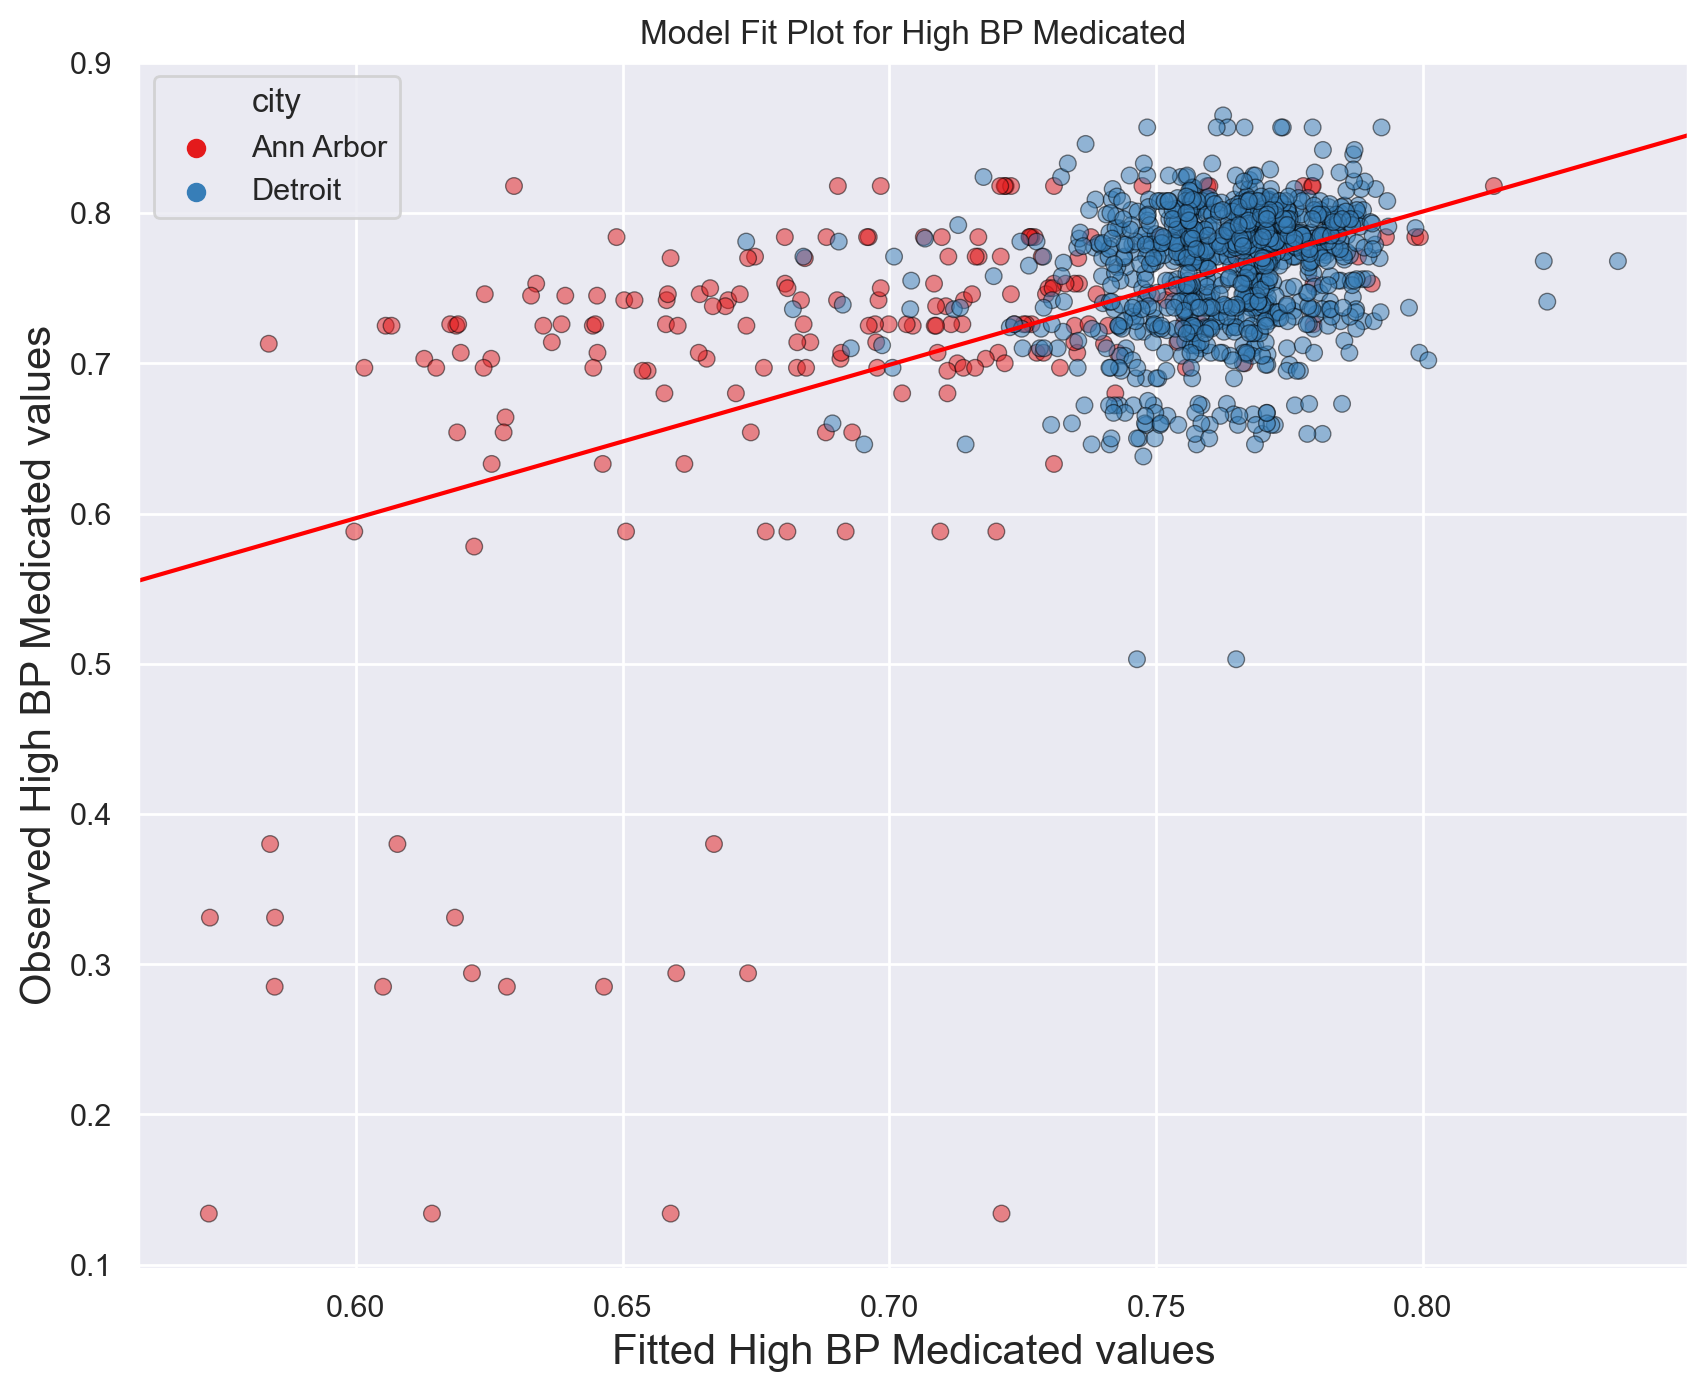 Model Fit Plot for High BP Medicated
0.9
city
Ann Arbor
Detroit
0.8
0.7
0.6
0.5
0.4
0.3
0.2
0.1
Observed High BP Medicated values
0.60 0.65 0.70 0.75 0.80
Fitted High BP Medicated values